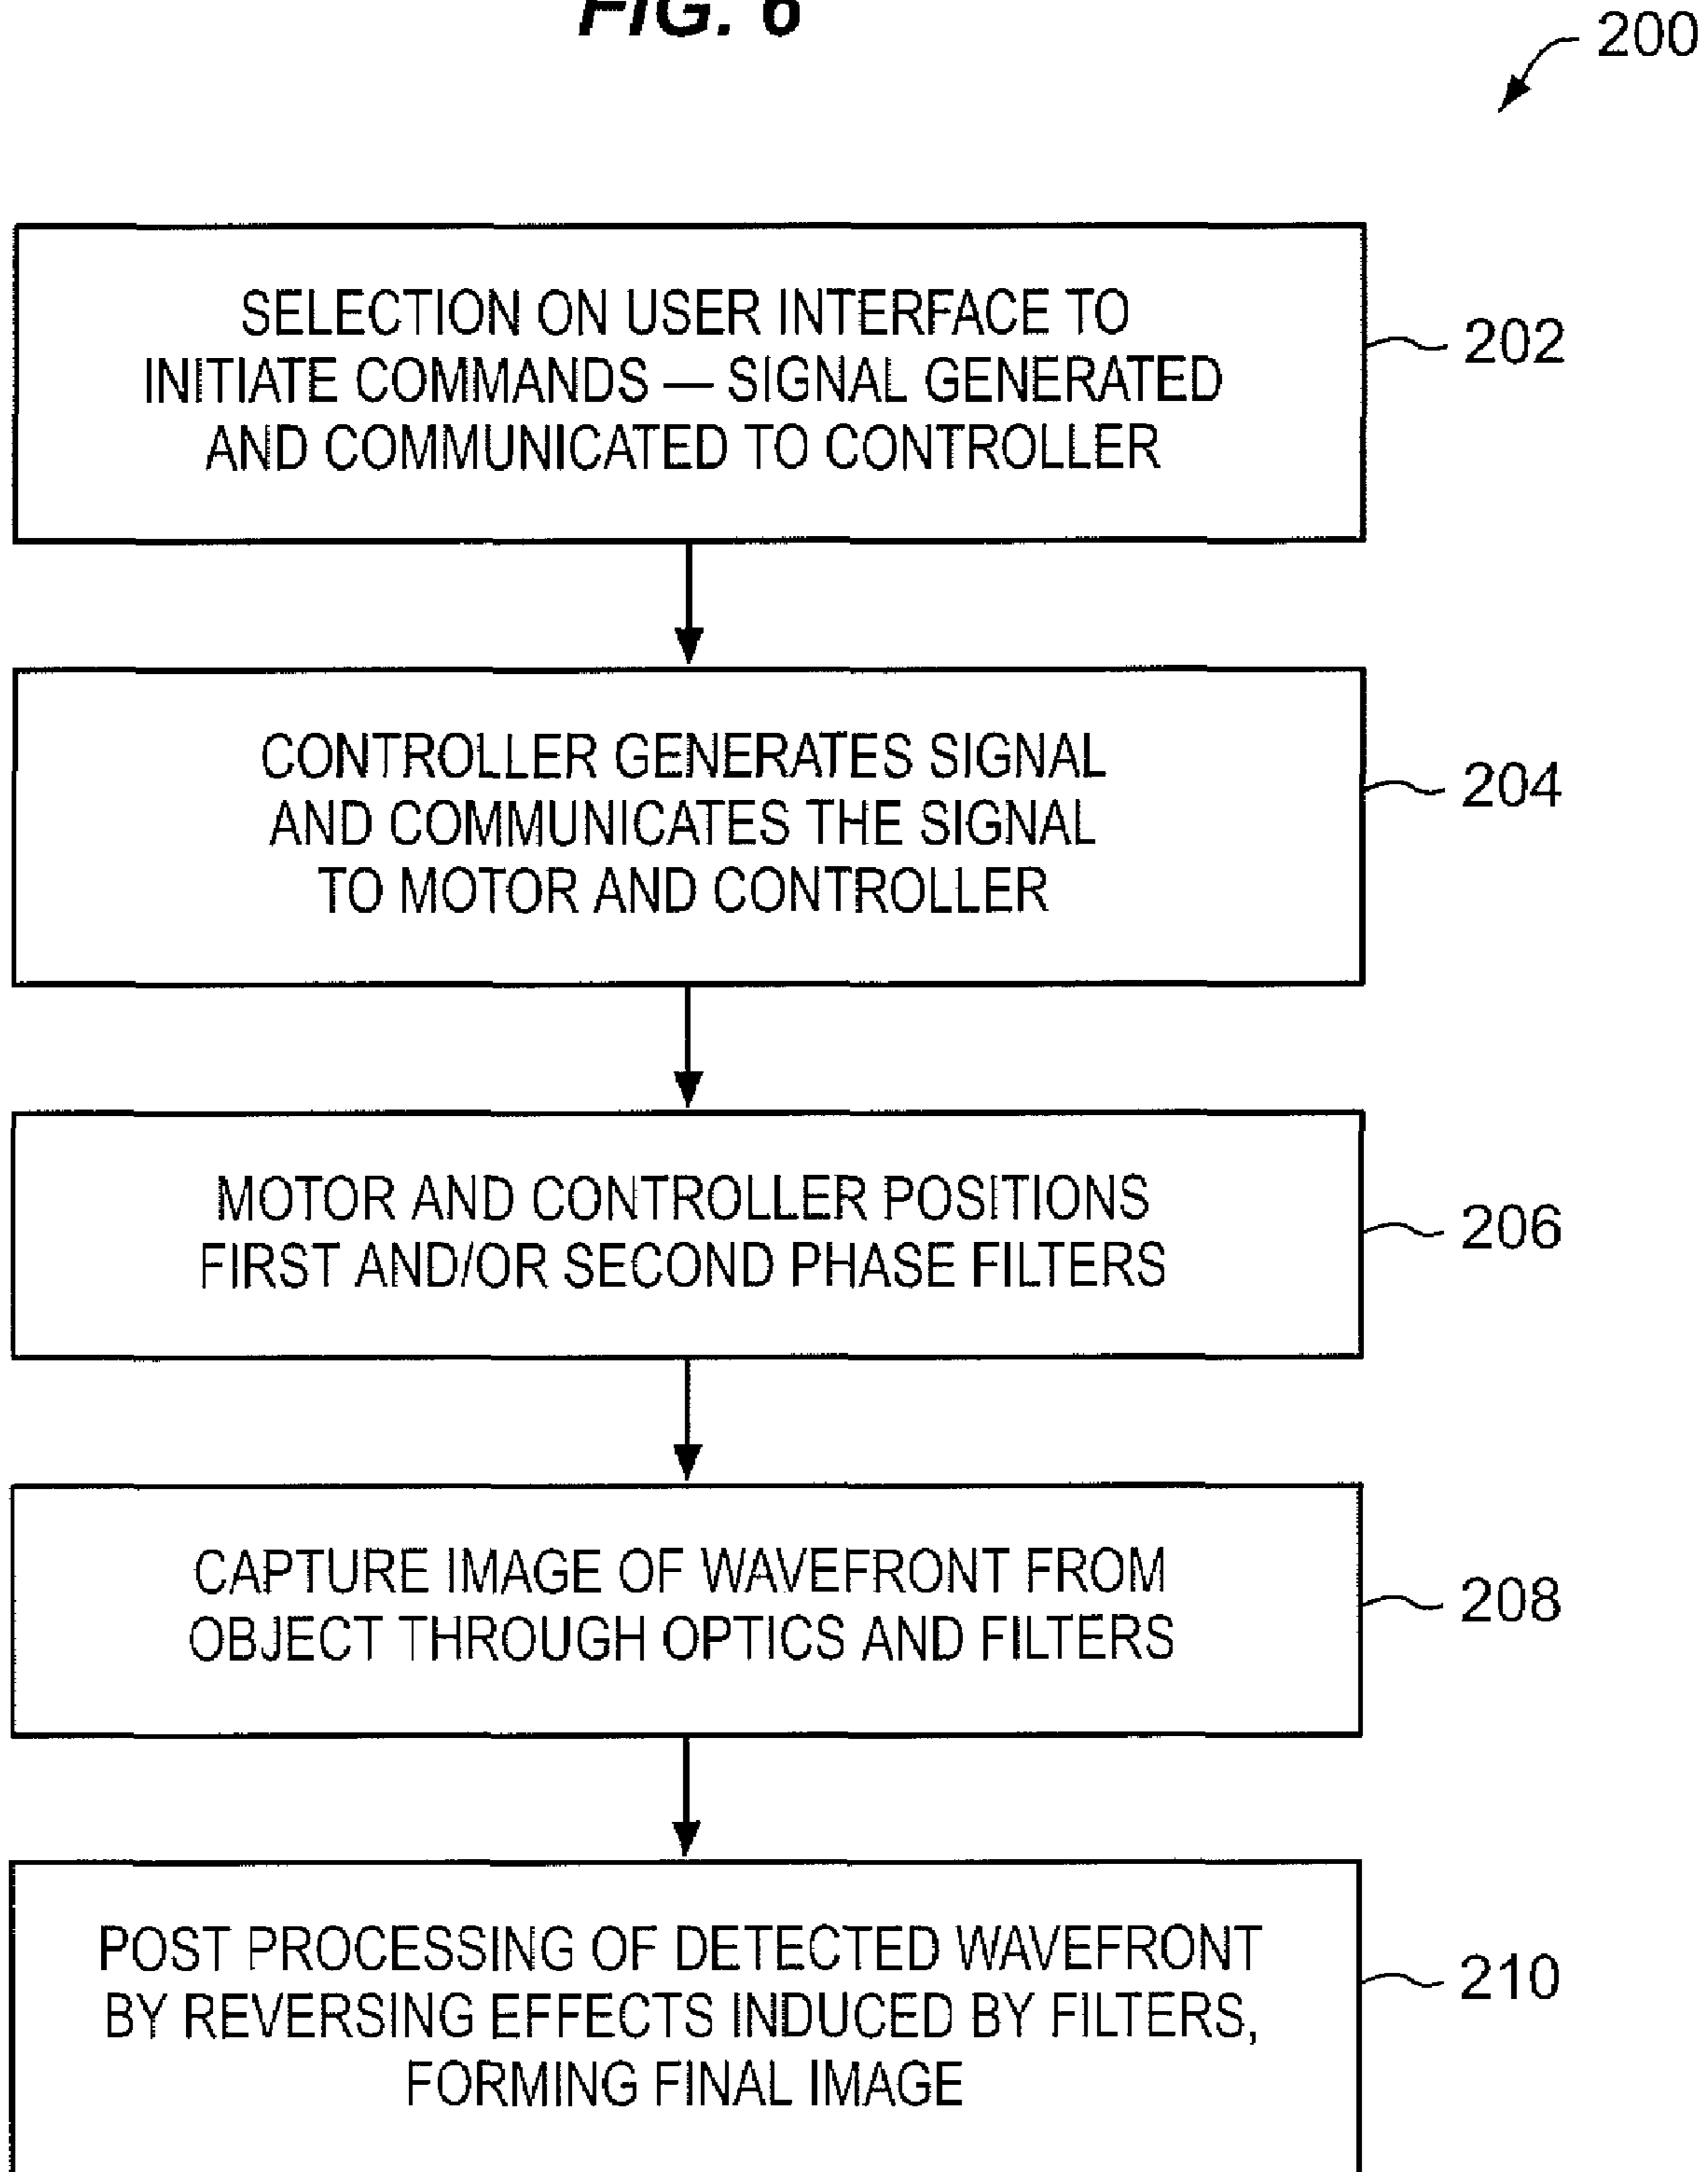 FIG. 6
200
SELECTION ON USER INTERFACE TO
INITIATE COMMANDS — SIGNAL GENERATED
AND COMMUNICATED TO CONTROLLER
202
CONTROLLER GENERATES SIGNAL
AND COMMUNICATES THE SIGNAL
TO MOTOR AND CONTROLLER
204
MOTOR AND CONTROLLER POSITIONS
FIRST AND/OR SECOND PHASE FILTERS
206
CAPTURE IMAGE OF WAVEFRONT FROM
OBJECT THROUGH OPTICS AND FILTERS
208
POST PROCESSING OF DETECTED WAVEFRONT
BY REVERSING EFFECTS INDUCED BY FILTERS,
FORMING FINAL IMAGE
210